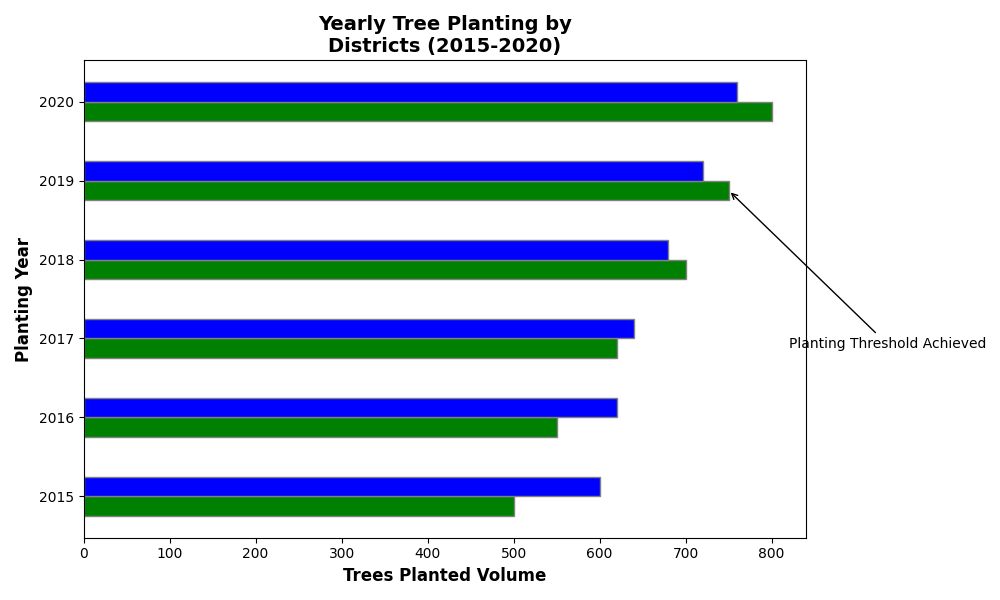 Yearly Tree Planting by
Districts (2015-2020)
Planting Year
2020
2019
2018
2017
2016
2015
Planting Threshold Achieved
0 100 200 300 400 500 600 700 800
Trees Planted Volume